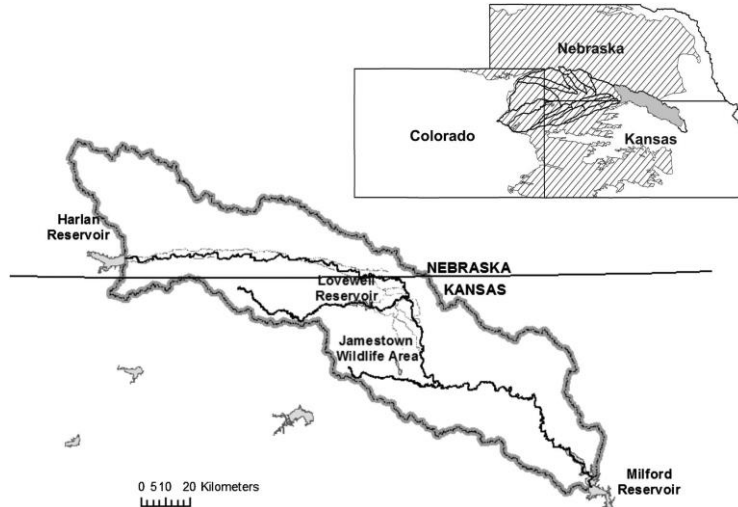 Nebraska
Colorado
Kansas
Harlan
Reservoir
NEBRASKA
KANSAS
Lovewell
Reservoir
Jamestown
Wildlife Area
Milford
Reservoir
0 510 20 Kilometers